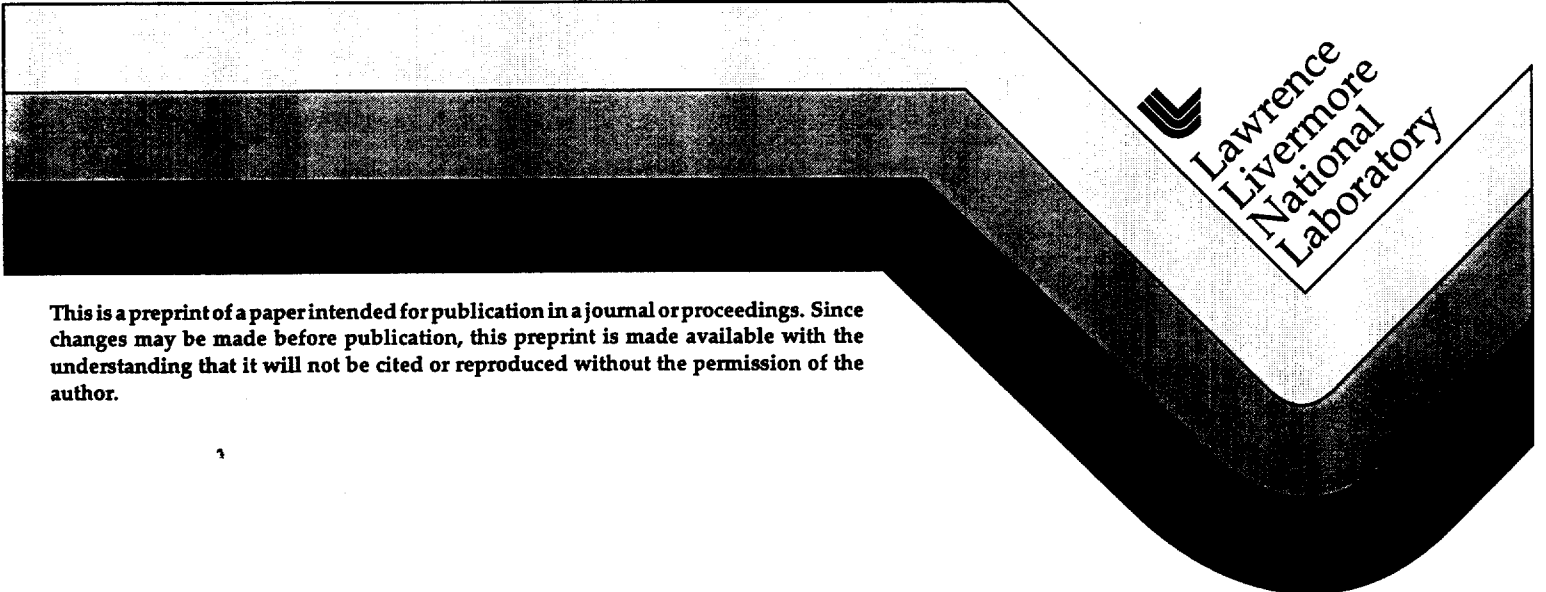 Lawrence
Livermore
National
Laboratory
This is a preprint of a paper intended for publication in a journal or proceedings. Since
changes may be made before publication, this preprint is made available with the
understanding that it will not be cited or reproduced without the permission of the
author.